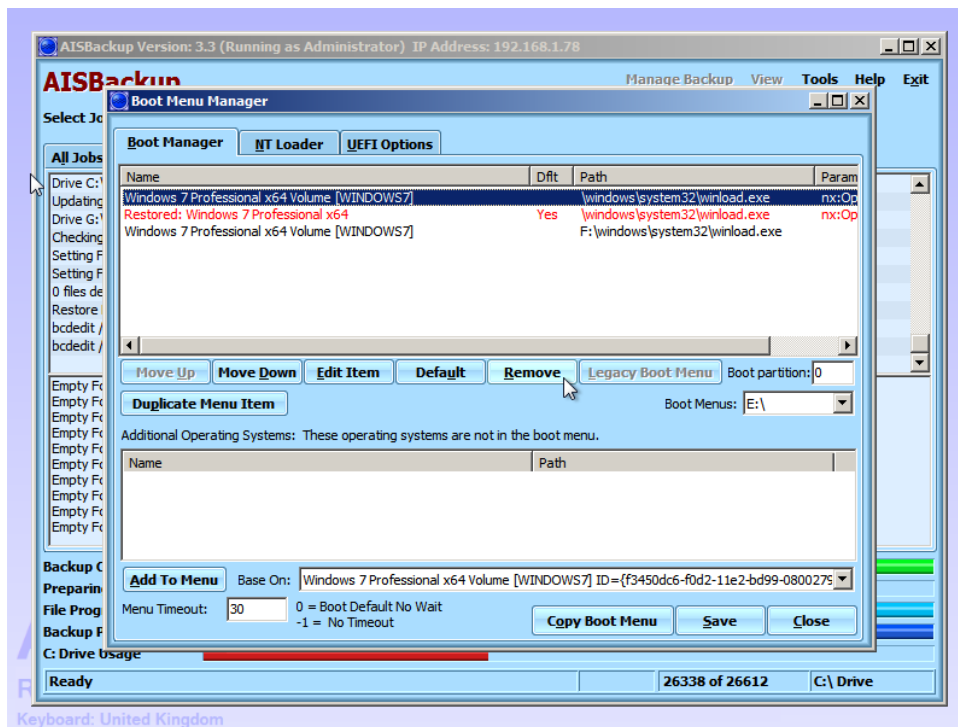 AISBackup Version: 3.3 (Running as Administrator) IP Address: 192.168.1.78
AISBackup
Manage Backup View Tools Help Exit
Boot Menu Manager
Select Jo
Boot Manager NT Loader UEFI Options
All Jobs
Name Dflt Path Param
Drive C:\
Windows 7 Professional x64 Volume [WINDOWS7] \windows\system32\winload.exe nx:Op
Updating
Restored: Windows 7 Professional x64 Yes \windows\system32\winload.exe nx:Op
Drive G:\
Windows 7 Professional x64 Volume [WINDOWS7] F:\windows\system32\winload.exe
Checking
Setting F
Setting F
0 files de
Restore
bcdedit /
bcdedit /
Move Up Move Down Edit Item Default Remove Legacy Boot Menu Boot partition: 0
Duplicate Menu Item Boot Menus: E:\
Empty Fo
Empty Fo
Empty Fo
Empty Fo
Empty Fo
Empty Fo
Empty Fo
Empty Fo
Empty Fo
Empty Fo
Additional Operating Systems: These operating systems are not in the boot menu.
Name Path
Backup C
Add To Menu Base On: Windows 7 Professional x64 Volume [WINDOWS7] ID={f3450dc6-f0d2-11e2-bd99-0800279
Preparin
Menu Timeout: 30 0 = Boot Default No Wait
-1 = No Timeout
File Prog
Copy Boot Menu Save Close
Backup P
C: Drive Usage
Ready 26338 of 26612 C:\ Drive
Keyboard: United Kingdom